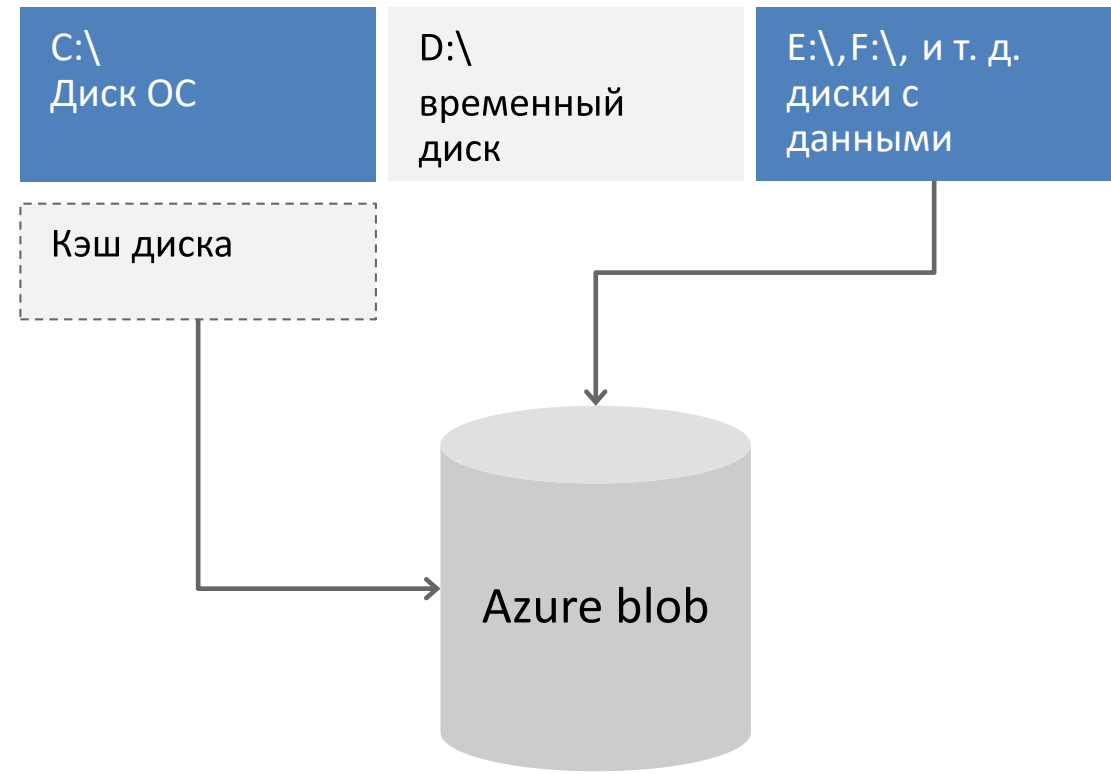 C:\
Диск ОС
D:\
временный
диск
E:\,F:\, и т. д.
диски с
данными
Кэш диска
Azure blob